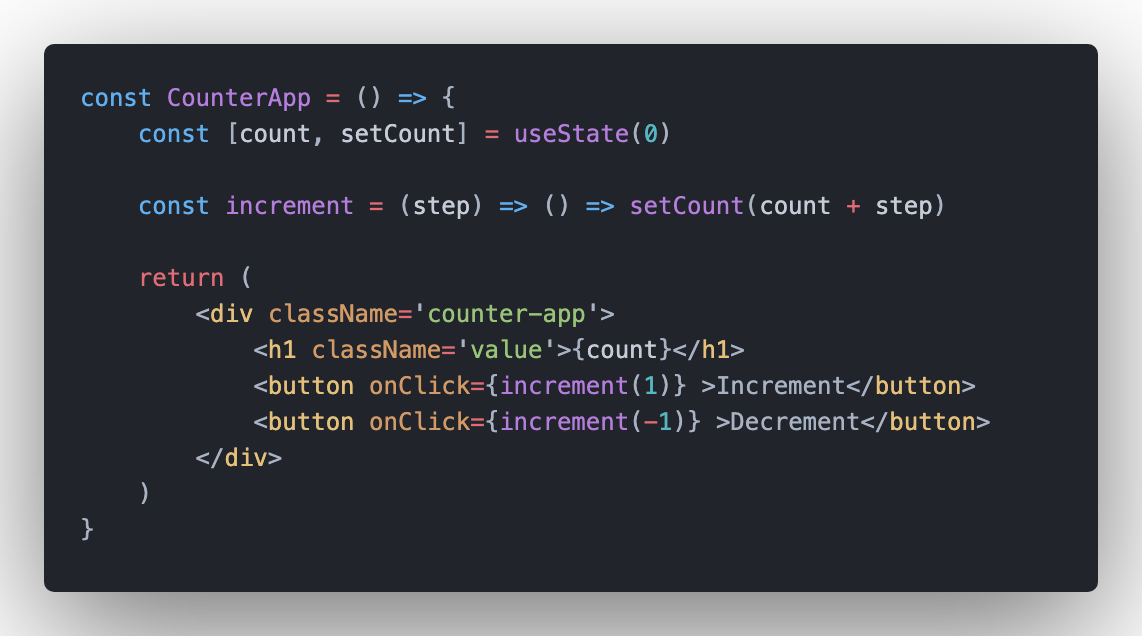 const CounterApp = () => {
    const [count, setCount] = useState(0)

    const increment = (step) => () => setCount(count + step)

    return (
        <div className='counter-app'>
            <h1 className='value'>{count}</h1>
            <button onClick={increment(1)} >Increment</button>
            <button onClick={increment(-1)} >Decrement</button>
        </div>
    )
}